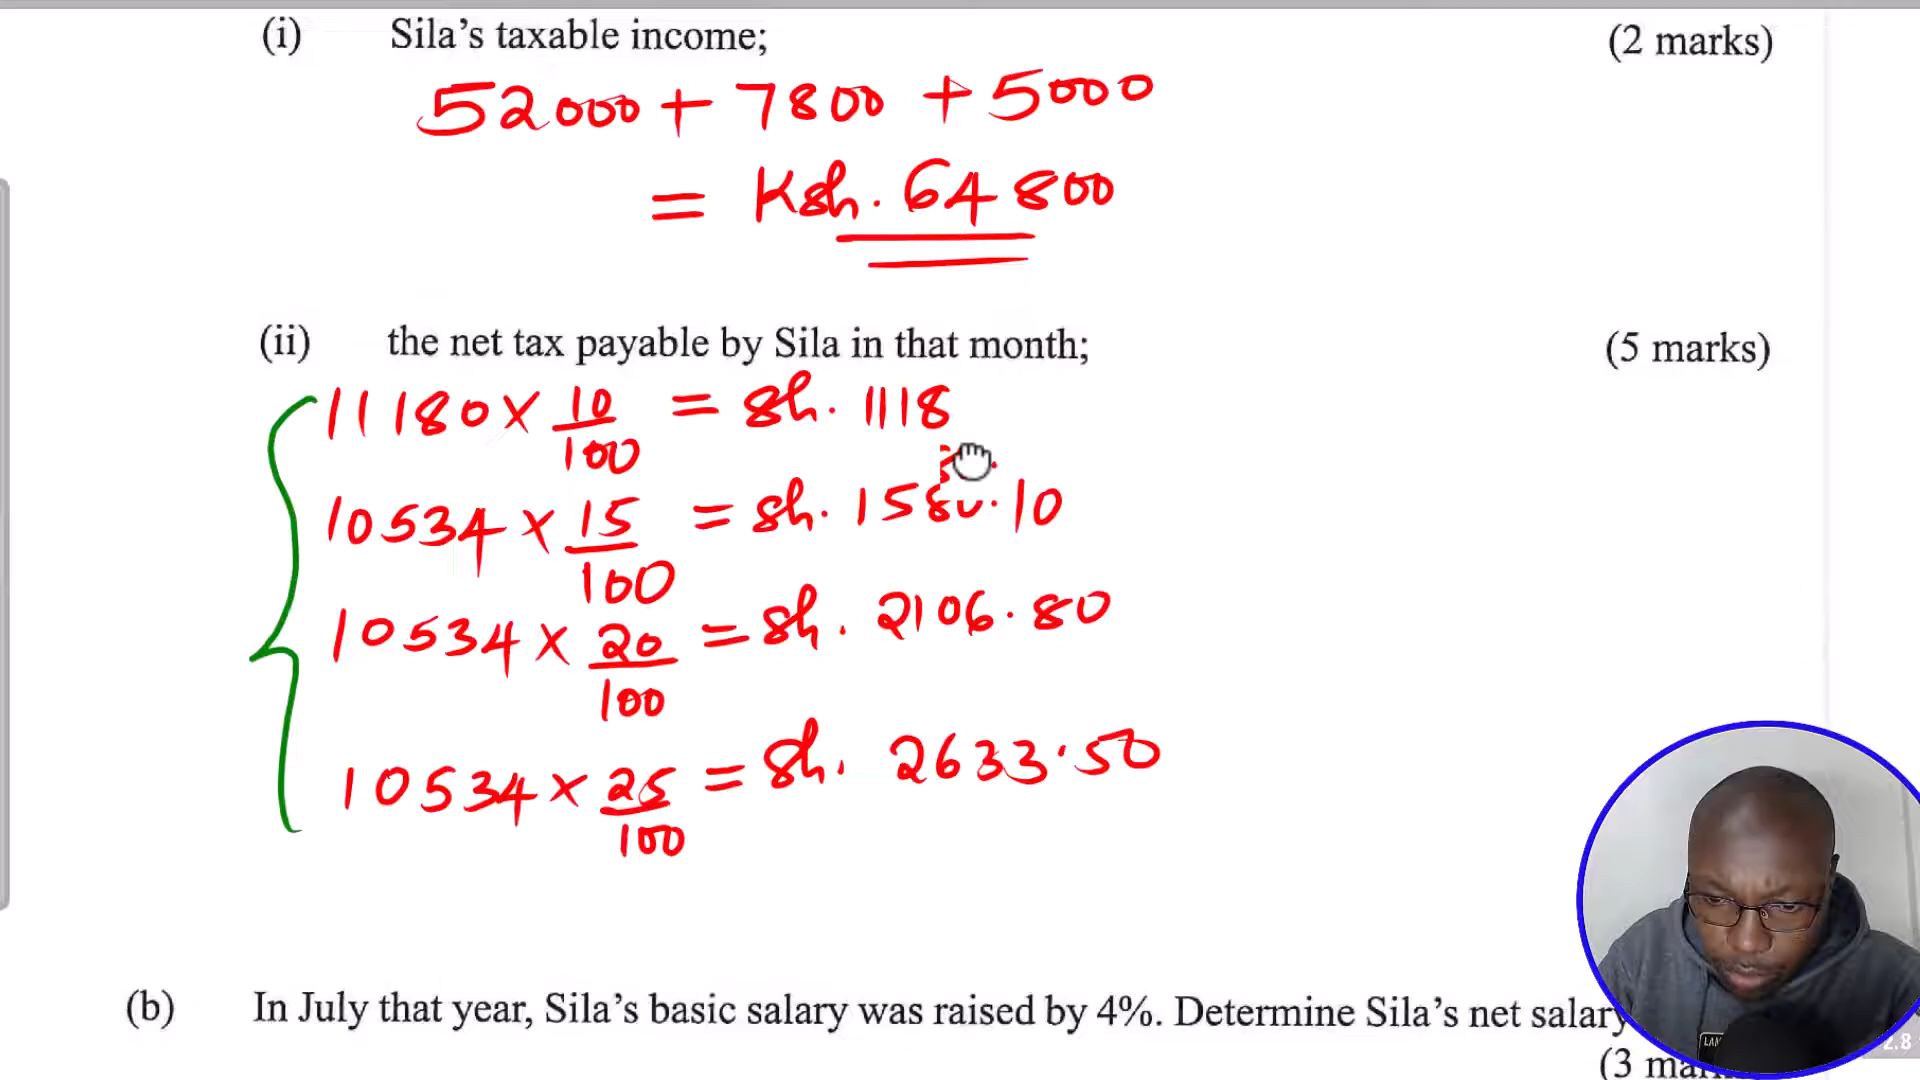 (i) Sila's taxable income; (2 marks)
52000 + 7800 + 5000
= Ksh. 64800
(ii) the net tax payable by Sila in that month; (5 marks)
11180 × 10/100 = sh. 1118
10534 × 15/100 = sh. 1580.10
10534 × 20/100 = sh. 2106.80
10534 × 25/100 = sh. 2633.50
(b) In July that year, Sila's basic salary was raised by 4%. Determine Sila's net salary
(3